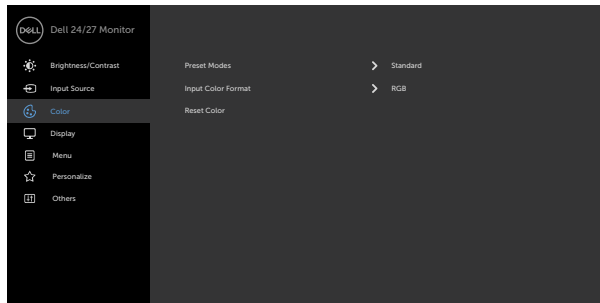 DELL Dell 24/27 Monitor
Brightness/Contrast
Input Source
Color
Display
Menu
Personalize
Others
Preset Modes Standard
Input Color Format RGB
Reset Color